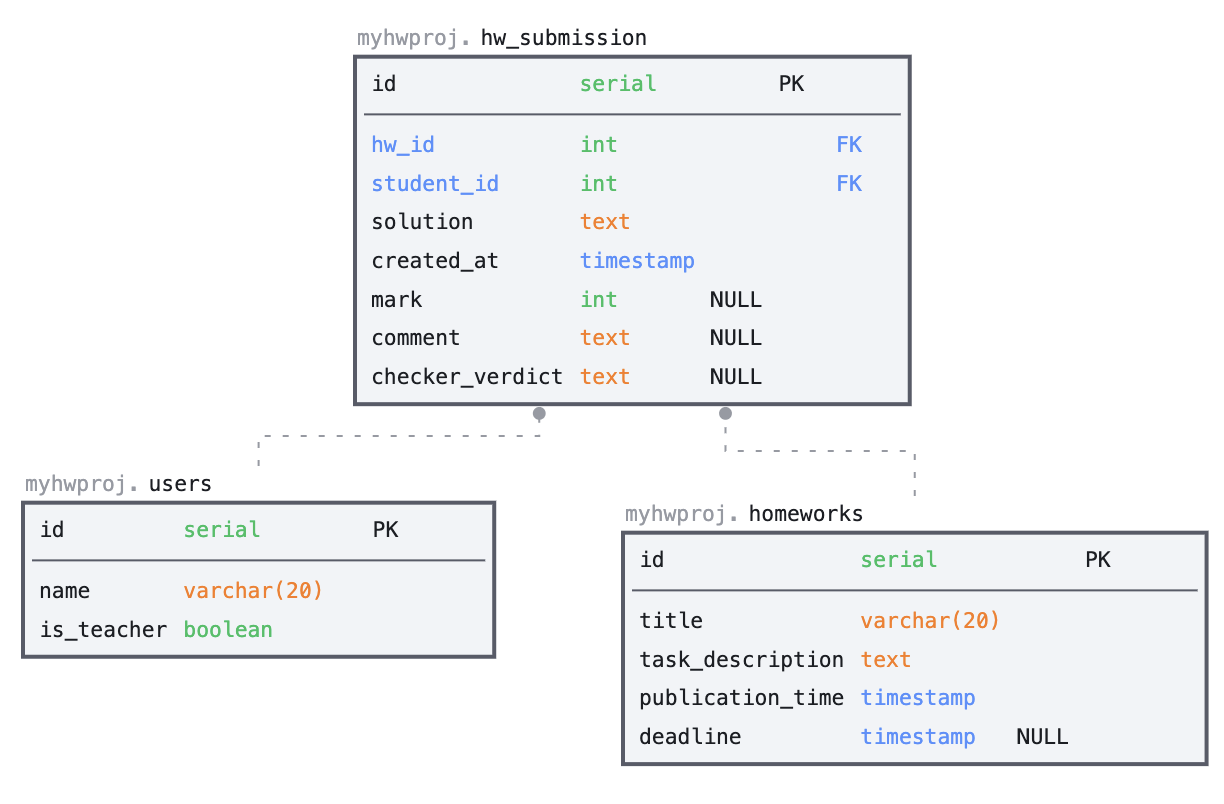 myhwproj. hw_submission
id serial PK
hw_id int FK
student_id int FK
solution text
created_at timestamp
mark int NULL
comment text NULL
checker_verdict text NULL
myhwproj. users
id serial PK
name varchar(20)
is_teacher boolean
myhwproj. homeworks
id serial PK
title varchar(20)
task_description text
publication_time timestamp
deadline timestamp NULL